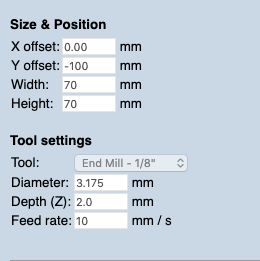 Size & Position
X offset: 0.00 mm
Y offset: -100 mm
Width: 70 mm
Height: 70 mm
Tool settings
Tool: End Mill - 1/8"
Diameter: 3.175 mm
Depth (Z): 2.0 mm
Feed rate: 10 mm / s